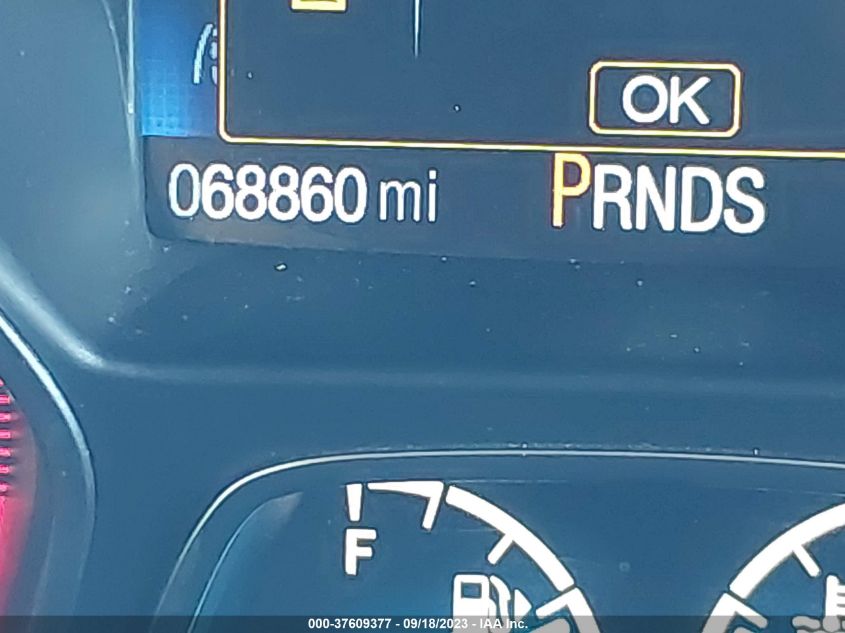 OK
068860 mi PRNDS
F
000-37609377 - 09/18/2023 - IAA Inc.